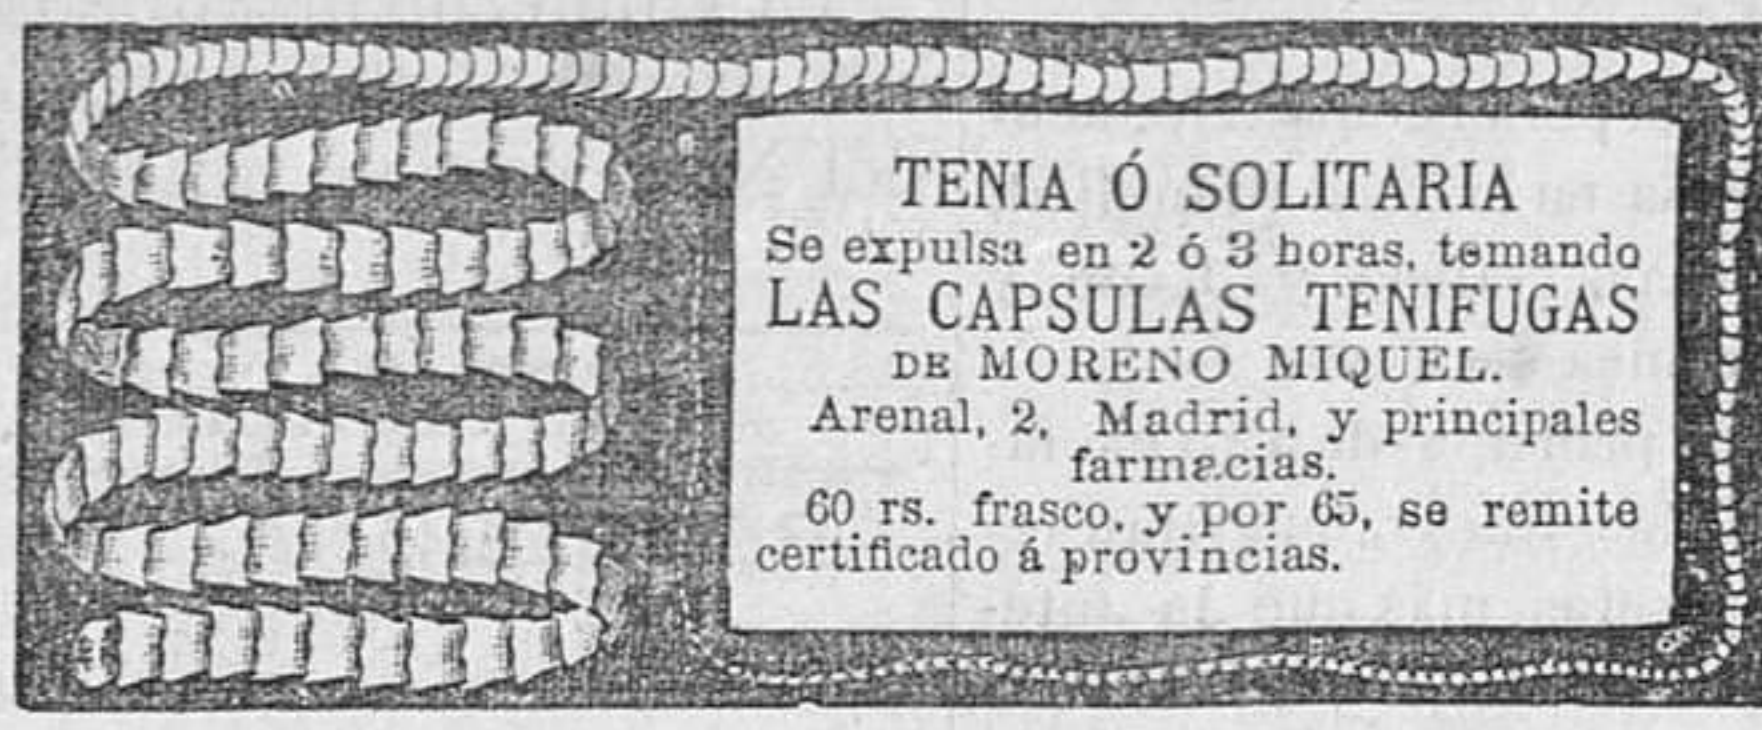 TENIA Ó SOLITARIA
Se expulsa en 2 ó 3 horas, temando
LAS CAPSULAS TENIFUGAS
DE MORENO MIQUEL.
Arenal, 2, Madrid, y principales
farmacias.
60 rs. frasco, y por 65, se remite
certificado á provincias.